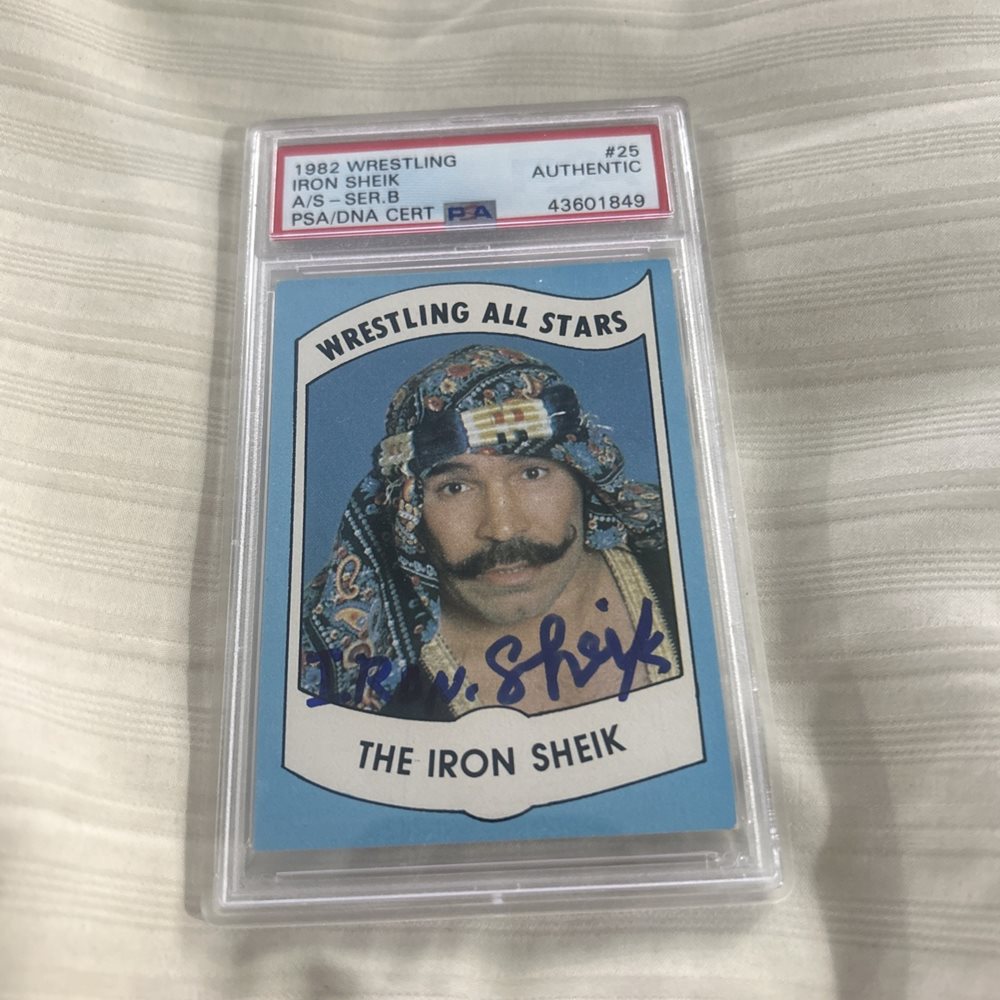 1982 WRESTLING #25
IRON SHEIK AUTHENTIC
A/S - SER.B
PSA/DNA CERT PSA 43601849
WRESTLING ALL STARS
IRON. Sheik
THE IRON SHEIK